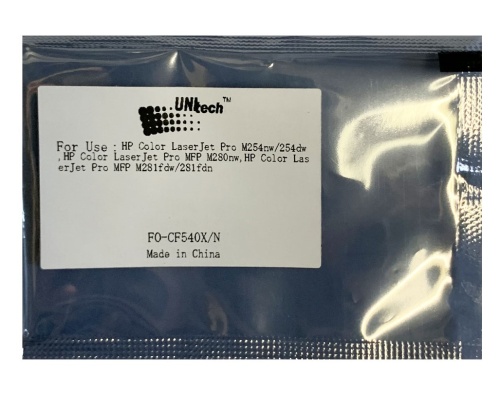 UNItech™
For Use : HP Color LaserJet Pro M254nw/254dw
,HP Color LaserJet Pro MFP M280nw,HP Color Las
erJet Pro MFP M281fdw/281fdn
FO-CF540X/N
Made in China